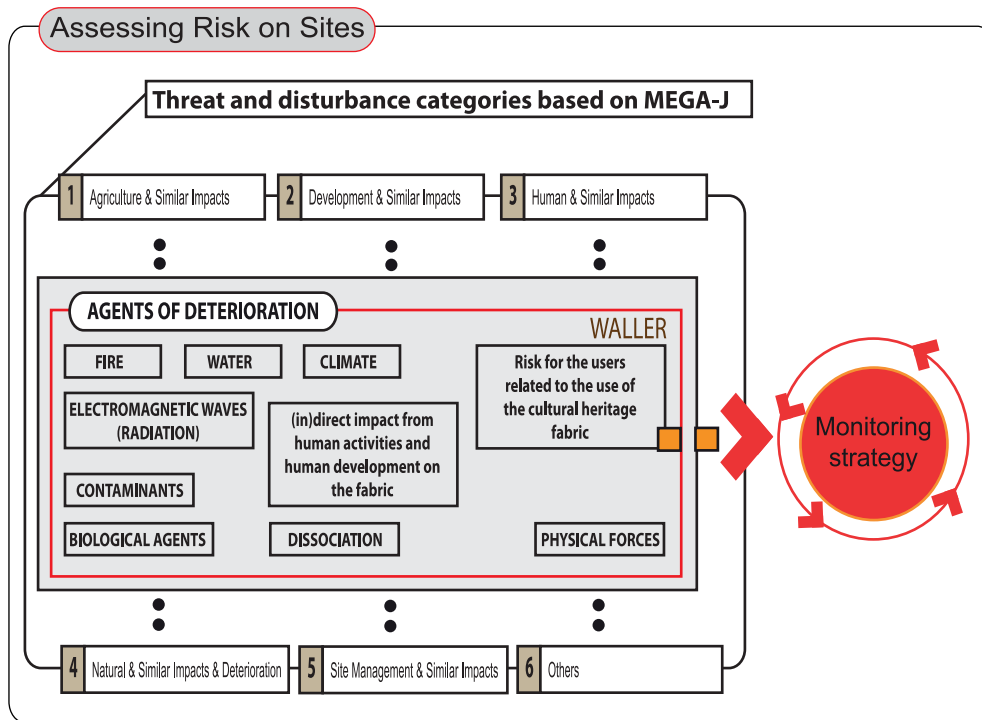 Assessing Risk on Sites
Threat and disturbance categories based on MEGA-J
1 Agriculture & Similar Impacts
2 Development & Similar Impacts
3 Human & Similar Impacts
AGENTS OF DETERIORATION
WALLER
FIRE
WATER
CLIMATE
Risk for the users
related to the use of
the cultural heritage
fabric
ELECTROMAGNETIC WAVES
(RADIATION)
(in)direct impact from
human activities and
human development on
the fabric
CONTAMINANTS
BIOLOGICAL AGENTS
DISSOCIATION
PHYSICAL FORCES
Monitoring
strategy
4 Natural & Similar Impacts & Deterioration
5 Site Management & Similar Impacts
6 Others